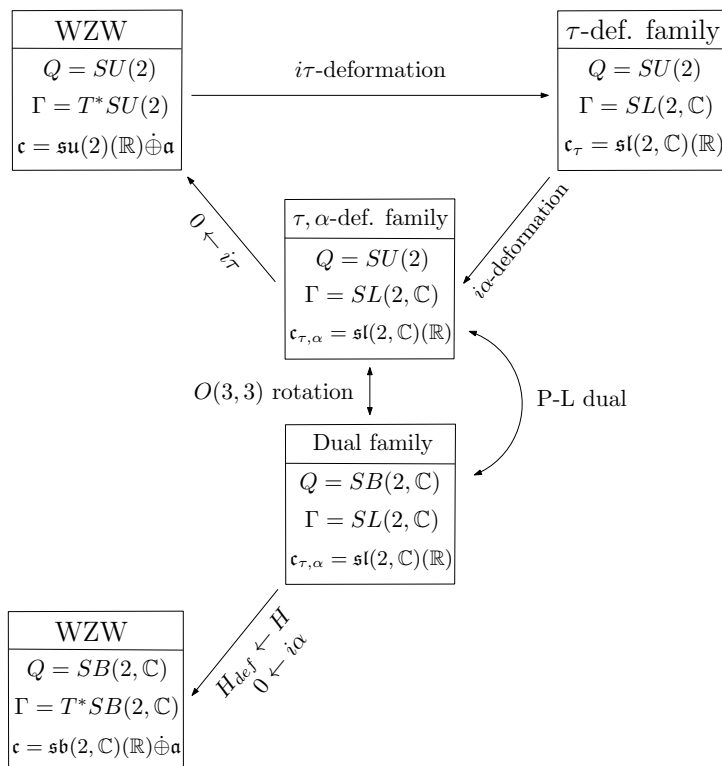 WZW
Q = SU(2)
Γ = T*SU(2)
𝔠 = 𝔰𝔲(2)(ℝ)⊕̇𝔞
iτ-deformation
τ-def. family
Q = SU(2)
Γ = SL(2, ℂ)
𝔠_τ = 𝔰𝔩(2, ℂ)(ℝ)
0 ← iτ
iα-deformation
τ, α-def. family
Q = SU(2)
Γ = SL(2, ℂ)
𝔠_{τ,α} = 𝔰𝔩(2, ℂ)(ℝ)
O(3, 3) rotation
P-L dual
Dual family
Q = SB(2, ℂ)
Γ = SL(2, ℂ)
𝔠_{τ,α} = 𝔰𝔩(2, ℂ)(ℝ)
H_{def} ← H
0 ← iα
WZW
Q = SB(2, ℂ)
Γ = T*SB(2, ℂ)
𝔠 = 𝔰𝔟(2, ℂ)(ℝ)⊕̇𝔞